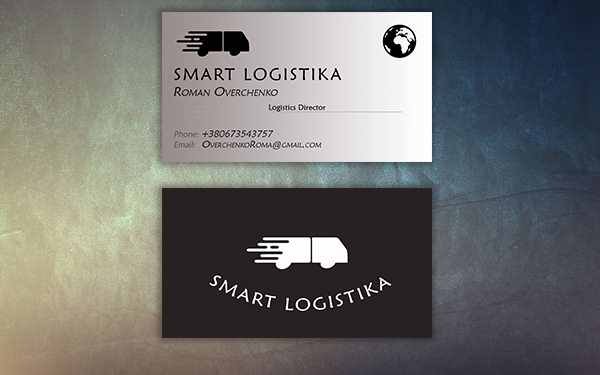 SMART LOGISTIKA
ROMAN OVERCHENKO
Logistics Director
Phone: +380673543757
Email: OVERCHENKOROMA@GMAIL.COM
SMART LOGISTIKA